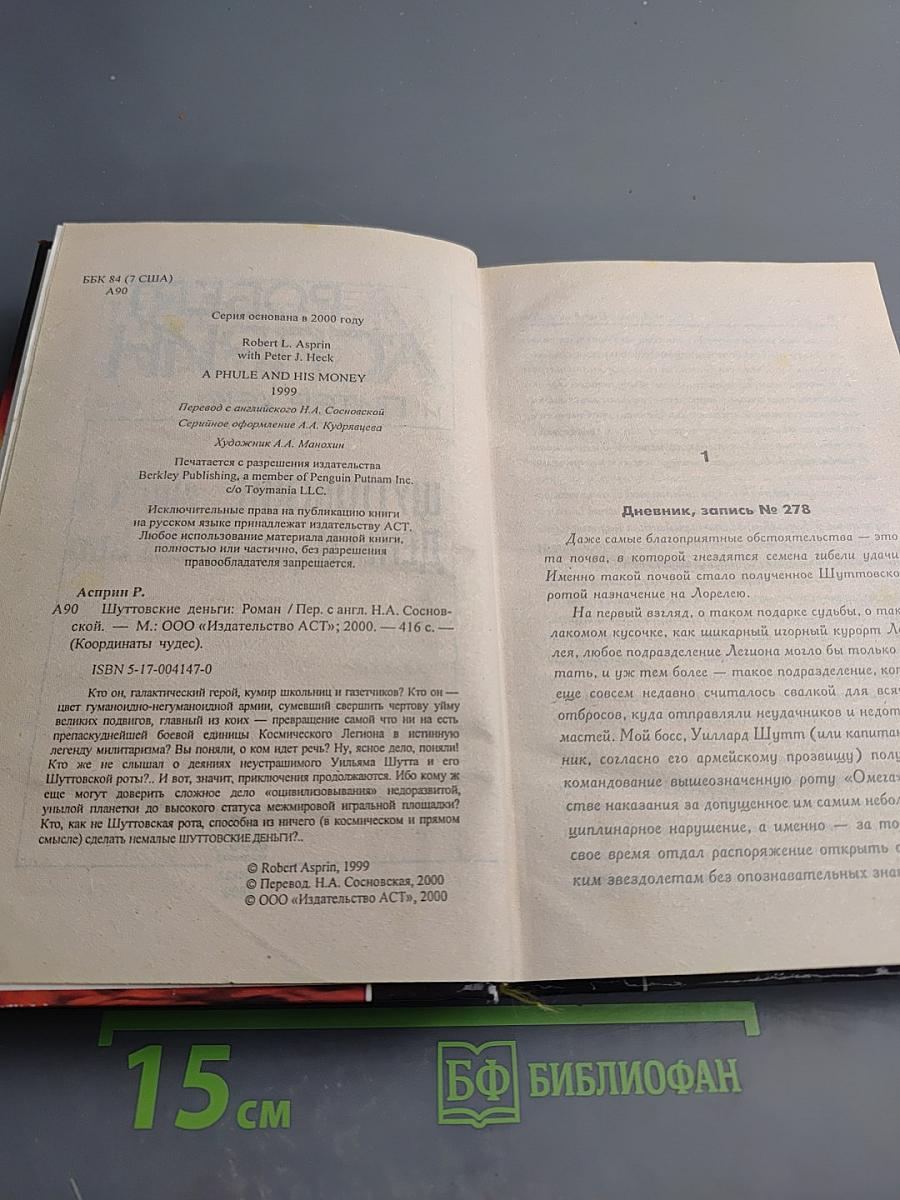 ББК 84 (7 США)
А90
Серия основана в 2000 году
Robert L. Asprin
with Peter J. Heck
A PHULE AND HIS MONEY
1999
Перевод с английского Н.А. Сосновской
Серийное оформление А.А. Кудрявцева
Художник А.А. Манохин
Печатается с разрешения издательства
Berkley Publishing, a member of Penguin Putnam Inc.
c/o Toymania LLC.
Исключительные права на публикацию книги
на русском языке принадлежат издательству АСТ.
Любое использование материала данной книги,
полностью или частично, без разрешения
правообладателя запрещается.
Асприн Р.
А90 Шуттовские деньги: Роман / Пер. с англ. Н.А. Соснов-
ской. — М.: ООО «Издательство АСТ»; 2000. — 416 с. —
(Координаты чудес).
ISBN 5-17-004147-0
Кто он, галактический герой, кумир школьниц и газетчиков? Кто он —
цвет гуманоидно-негуманоидной армии, сумевший свершить чертову уйму
великих подвигов, главный из коих — превращение самой что ни на есть
препаскуднейшей боевой единицы Космического Легиона в истинную
легенду милитаризма? Вы поняли, о ком идет речь? Ну, ясное дело, поняли!
Кто же не слышал о деяниях неустрашимого Уильяма Шутта и его
Шуттовской роты?.. И вот, значит, приключения продолжаются. Ибо кому ж
еще могут доверить сложное дело «оцивилизовывания» недоразвитой,
унылой планетки до высокого статуса межмировой игральной площадки?
Кто, как не Шуттовская рота, способна из ничего (в космическом и прямом
смысле) сделать немалые ШУТТОВСКИЕ ДЕНЬГИ?..
© Robert Asprin, 1999
© Перевод. Н.А. Сосновская, 2000
© ООО «Издательство АСТ», 2000
1
Дневник, запись № 278
Даже самые благоприятные обстоятельства — это
та почва, в которой гнездятся семена гибели удачи
Именно такой почвой стало полученное Шуттовско
ротой назначение на Лорелею.
На первый взгляд, о таком подарке судьбы, о так
лакомом кусочке, как шикарный игорный курорт Ло
лея, любое подразделение Легиона могло бы только
тать, и уж тем более — такое подразделение, кот
еще совсем недавно считалось свалкой для всяч
отбросов, куда отправляли неудачников и недот
мастей. Мой босс, Уиллард Шутт (или капитан
ник, согласно его армейскому прозвищу) полу
командование вышеозначенную роту «Омега»
стве наказания за допущенное им самим небол
циплинарное нарушение, а именно — за то
свое время отдал распоряжение открыть о
ким звездолетам без опознавательных знак
15 см
БФ БИБЛИОФАН